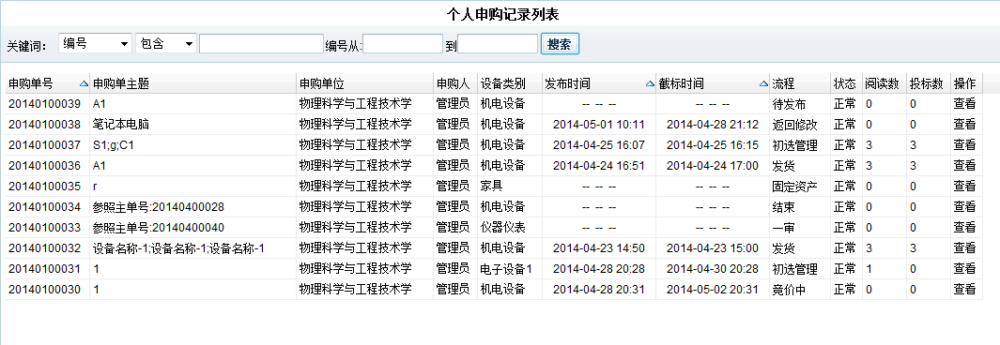 个人申购记录列表
关键词： 编号 包含 编号从: 到 搜索
申购单号 申购单主题 申购单位 申购人 设备类别 发布时间 截标时间 流程 状态 阅读数 投标数 操作
20140100039 A1 物理科学与工程技术学 管理员 机电设备 -- -- -- -- -- -- 待发布 正常 0 0 查看
20140100038 笔记本电脑 物理科学与工程技术学 管理员 机电设备 2014-05-01 10:11 2014-04-28 21:12 返回修改 正常 0 0 查看
20140100037 S1;g;C1 物理科学与工程技术学 管理员 机电设备 2014-04-25 16:07 2014-04-25 16:15 初选管理 正常 3 3 查看
20140100036 A1 物理科学与工程技术学 管理员 机电设备 2014-04-24 16:51 2014-04-24 17:00 发货 正常 3 3 查看
20140100035 r 物理科学与工程技术学 管理员 家具 -- -- -- -- -- -- 固定资产 正常 0 0 查看
20140100034 参照主单号:20140400028 物理科学与工程技术学 管理员 机电设备 -- -- -- -- -- -- 结束 正常 0 0 查看
20140100033 参照主单号:20140400040 物理科学与工程技术学 管理员 仪器仪表 -- -- -- -- -- -- 一审 正常 0 0 查看
20140100032 设备名称-1;设备名称-1;设备名称-1 物理科学与工程技术学 管理员 机电设备 2014-04-23 14:50 2014-04-23 15:00 发货 正常 3 3 查看
20140100031 1 物理科学与工程技术学 管理员 电子设备1 2014-04-28 20:28 2014-04-30 20:28 初选管理 正常 1 0 查看
20140100030 1 物理科学与工程技术学 管理员 机电设备 2014-04-28 20:31 2014-05-02 20:31 竞价中 正常 0 0 查看